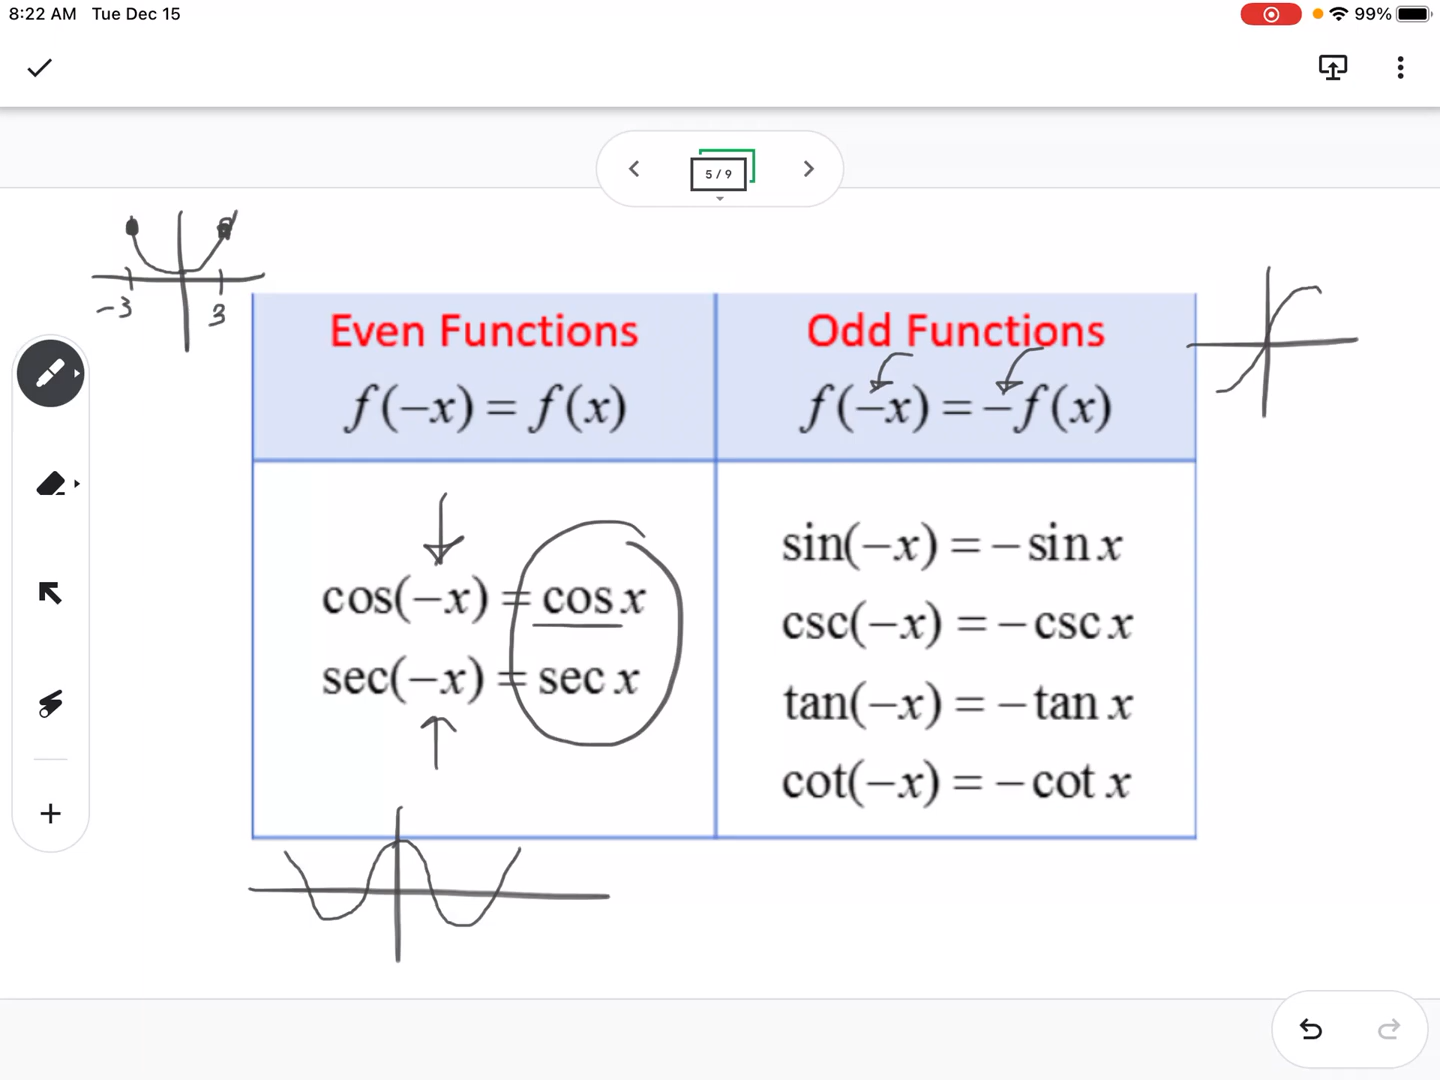 8:22 AM Tue Dec 15
99%
5 / 9
-3 3
Even Functions
f(−x) = f(x)
Odd Functions
f(−x) = −f(x)
cos(−x) = cos x
sec(−x) = sec x
sin(−x) = − sin x
csc(−x) = − csc x
tan(−x) = − tan x
cot(−x) = − cot x